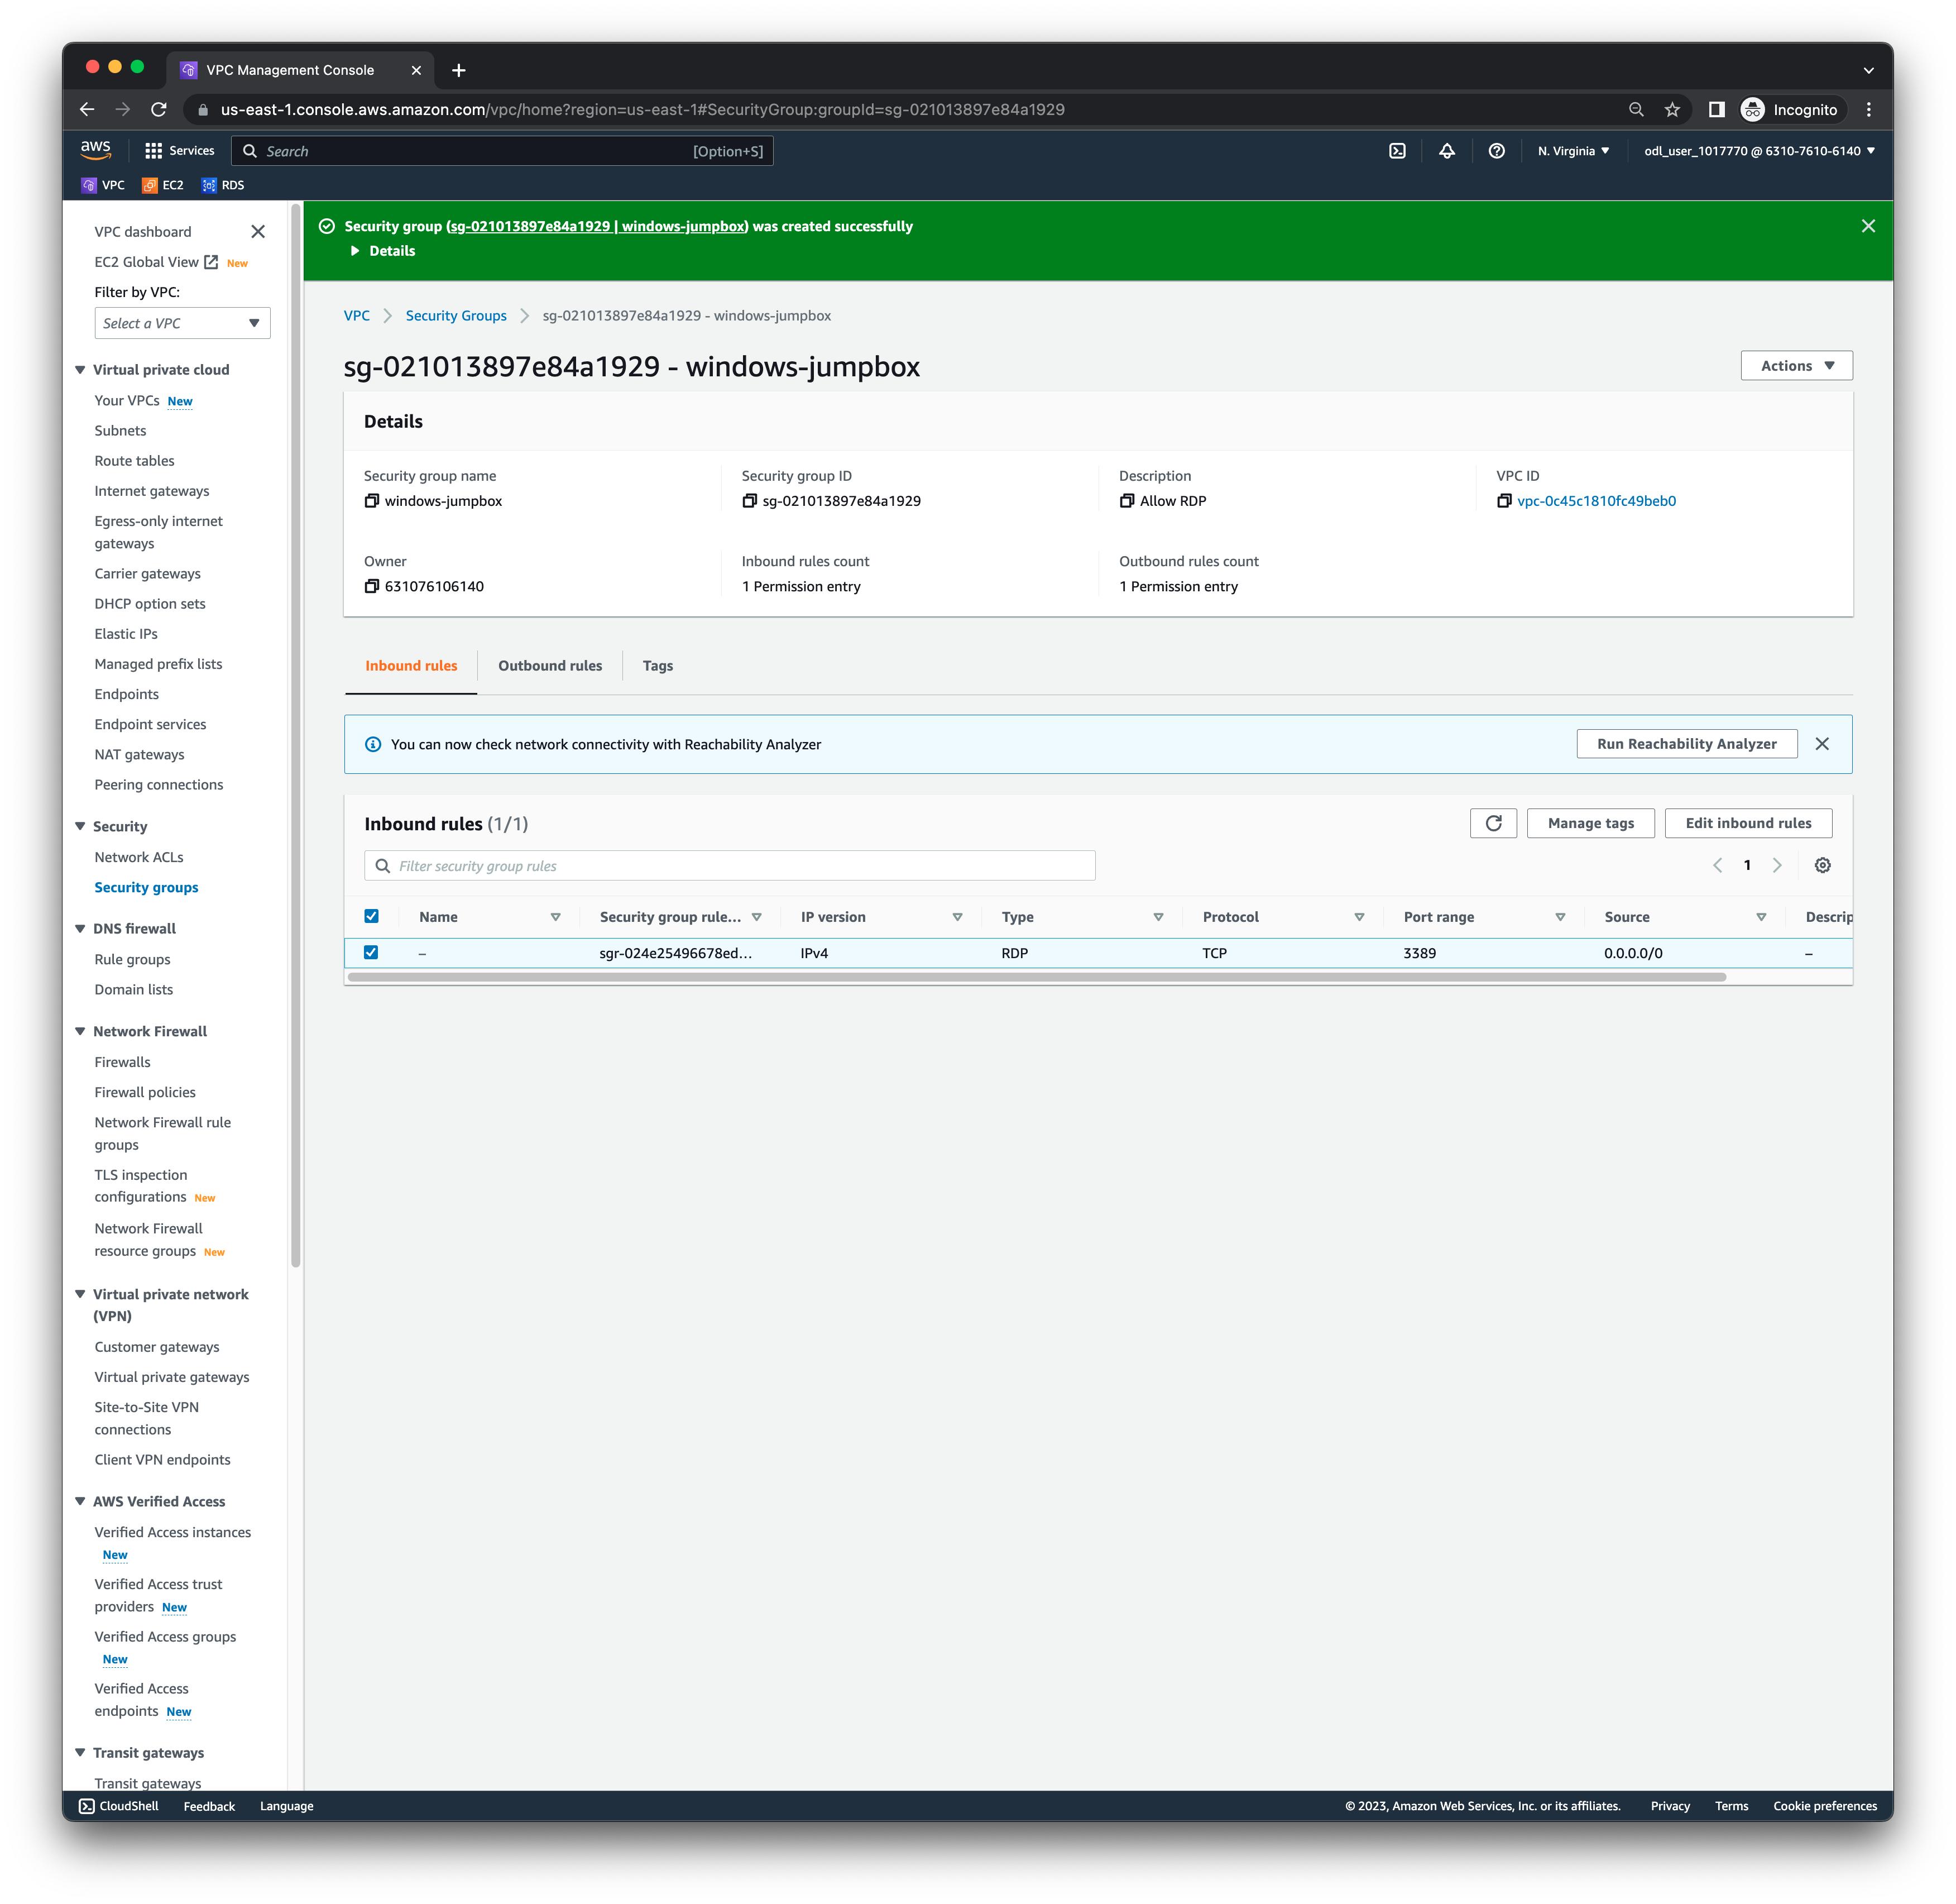 VPC Management Console
us-east-1.console.aws.amazon.com/vpc/home?region=us-east-1#SecurityGroup:groupId=sg-021013897e84a1929
Incognito
aws
Services
Search
[Option+S]
N. Virginia
odl_user_1017770 @ 6310-7610-6140
VPC
EC2
RDS
VPC dashboard
EC2 Global View New
Filter by VPC:
Select a VPC
Virtual private cloud
Your VPCs New
Subnets
Route tables
Internet gateways
Egress-only internet
gateways
Carrier gateways
DHCP option sets
Elastic IPs
Managed prefix lists
Endpoints
Endpoint services
NAT gateways
Peering connections
Security
Network ACLs
Security groups
DNS firewall
Rule groups
Domain lists
Network Firewall
Firewalls
Firewall policies
Network Firewall rule
groups
TLS inspection
configurations New
Network Firewall
resource groups New
Virtual private network
(VPN)
Customer gateways
Virtual private gateways
Site-to-Site VPN
connections
Client VPN endpoints
AWS Verified Access
Verified Access instances
New
Verified Access trust
providers New
Verified Access groups
New
Verified Access
endpoints New
Transit gateways
Transit gateways
Security group (sg-021013897e84a1929 | windows-jumpbox) was created successfully
Details
VPC
Security Groups
sg-021013897e84a1929 - windows-jumpbox
sg-021013897e84a1929 - windows-jumpbox
Actions
Details
Security group name
windows-jumpbox
Security group ID
sg-021013897e84a1929
Description
Allow RDP
VPC ID
vpc-0c45c1810fc49beb0
Owner
631076106140
Inbound rules count
1 Permission entry
Outbound rules count
1 Permission entry
Inbound rules
Outbound rules
Tags
You can now check network connectivity with Reachability Analyzer
Run Reachability Analyzer
Inbound rules (1/1)
Manage tags
Edit inbound rules
Filter security group rules
1
Name
Security group rule...
IP version
Type
Protocol
Port range
Source
Descrip
–
sgr-024e25496678ed...
IPv4
RDP
TCP
3389
0.0.0.0/0
–
CloudShell
Feedback
Language
© 2023, Amazon Web Services, Inc. or its affiliates.
Privacy
Terms
Cookie preferences